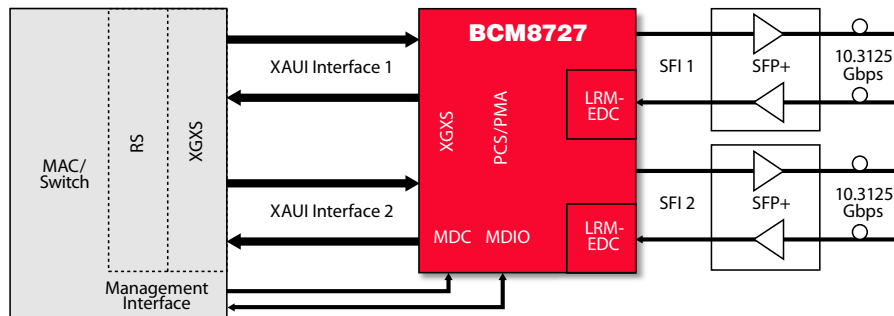 BCM8727
XAUI Interface 1
SFI 1
SFP+
10.3125
Gbps
LRM-
EDC
RS
XGXS
XGXS
PCS/PMA
MAC/
Switch
XAUI Interface 2
SFI 2
SFP+
10.3125
Gbps
LRM-
EDC
MDC
MDIO
Management
Interface